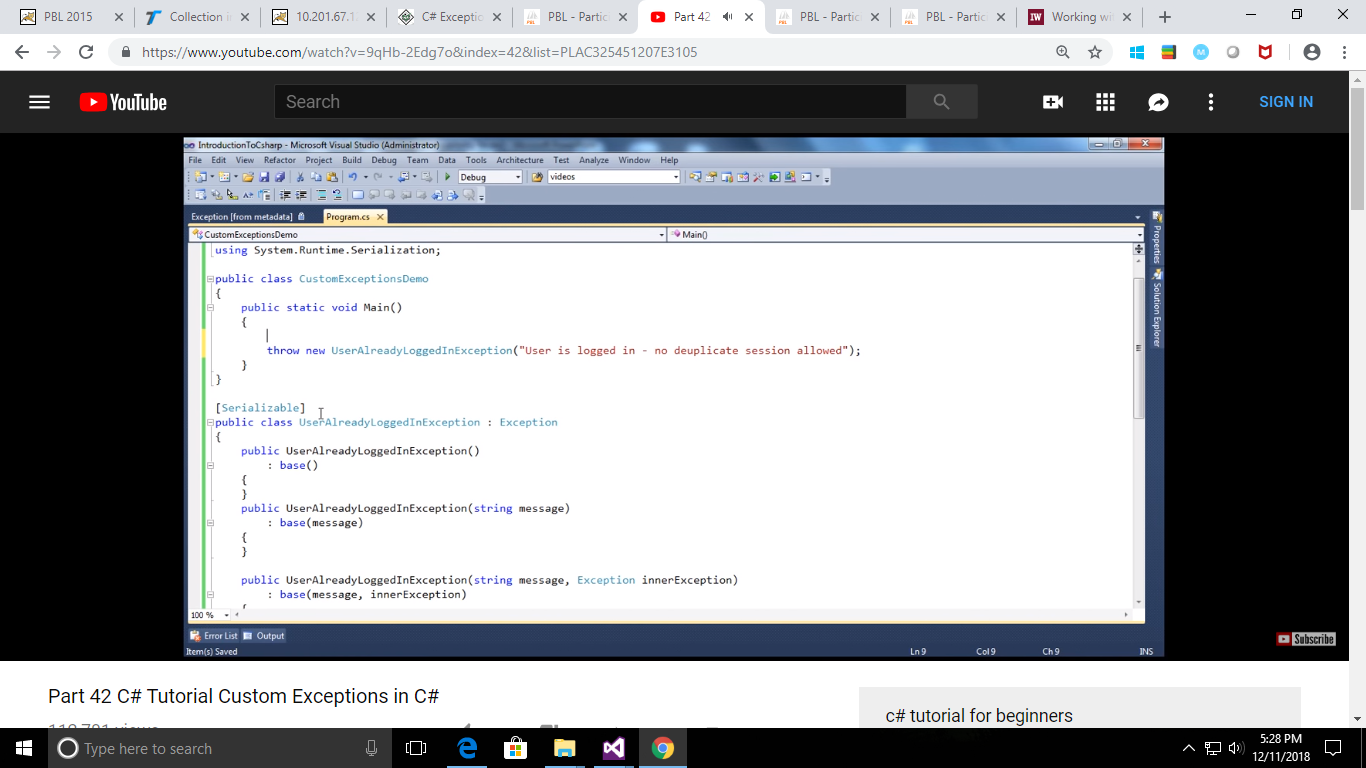 PBL 2015
Collection i
10.201.67.1
C# Exceptio
PBL - Partic
Part 42
PBL - Partic
PBL - Partic
Working wi
https://www.youtube.com/watch?v=9qHb-2Edg7o&index=42&list=PLAC325451207E3105
YouTube
Search
SIGN IN
IntroductionToCsharp - Microsoft Visual Studio (Administrator)
File Edit View Refactor Project Build Debug Team Data Tools Architecture Test Analyze Window Help
Debug videos
Exception [from metadata] Program.cs
CustomExceptionsDemo Main()
using System.Runtime.Serialization;
public class CustomExceptionsDemo
{
public static void Main()
{
throw new UserAlreadyLoggedInException("User is logged in - no deuplicate session allowed");
}
}
[Serializable]
public class UserAlreadyLoggedInException : Exception
{
public UserAlreadyLoggedInException()
: base()
{
}
public UserAlreadyLoggedInException(string message)
: base(message)
{
}
public UserAlreadyLoggedInException(string message, Exception innerException)
: base(message, innerException)
{
100 %
Properties
Solution Explorer
Error List Output
Item(s) Saved Ln 9 Col 9 Ch 9 INS
Subscribe
Part 42 C# Tutorial Custom Exceptions in C#
c# tutorial for beginners
Type here to search
5:28 PM
12/11/2018